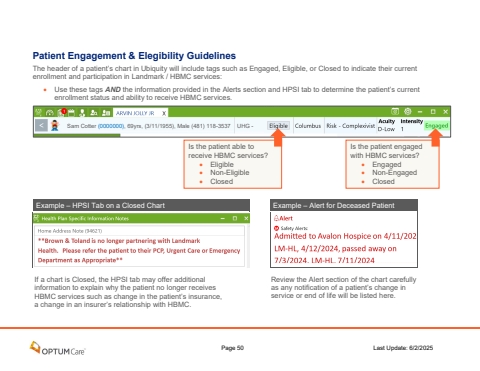 Patient Engagement & Elegibility Guidelines
The header of a patient's chart in Ubiquity will include tags such as Engaged, Eligible, or Closed to indicate their current
enrollment and participation in Landmark / HBMC services:
• Use these tags AND the information provided in the Alerts section and HPSI tab to determine the patient's current
enrollment status and ability to receive HBMC services.
ARVIN JOLLY JR X
Sam Cotter (0000000), 89yrs, (3/11/1955), Male (481) 118-3537 UHG - Eligible Columbus Risk - Complexivist Acuity D-Low Intensity 1 Engaged
Is the patient able to
receive HBMC services?
• Eligible
• Non-Eligible
• Closed
Is the patient engaged
with HBMC services?
• Engaged
• Non-Engaged
• Closed
Example – HPSI Tab on a Closed Chart
Health Plan Specific Information Notes
Home Address Note (94621)
**Brown & Toland is no longer partnering with Landmark
Health. Please refer the patient to their PCP, Urgent Care or Emergency
Department as Appropriate**
If a chart is Closed, the HPSI tab may offer additional
information to explain why the patient no longer receives
HBMC services such as change in the patient's insurance,
a change in an insurer's relationship with HBMC.
Example – Alert for Deceased Patient
Alert
Safety Alerts:
Admitted to Avalon Hospice on 4/11/202
LM-HL, 4/12/2024, passed away on
7/3/2024. LM-HL. 7/11/2024
Review the Alert section of the chart carefully
as any notification of a patient's change in
service or end of life will be listed here.
OPTUMCare
Page 50
Last Update: 6/2/2025